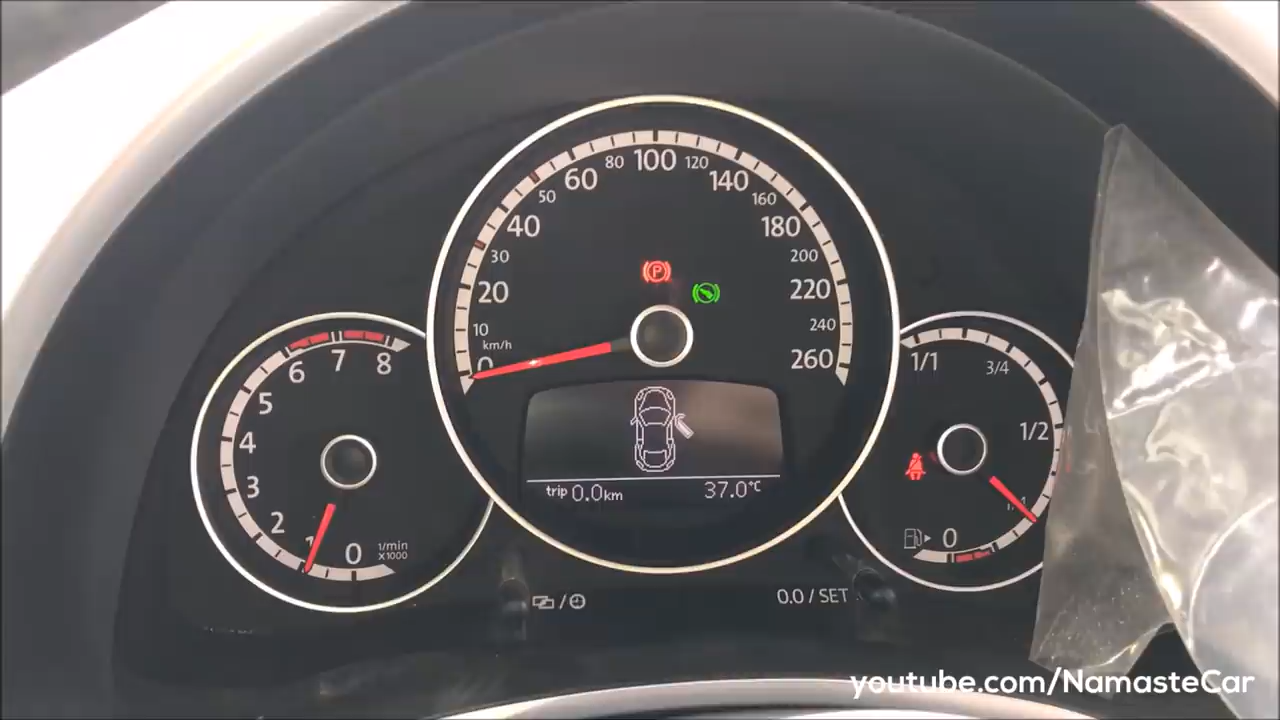 80 100 120
60 140
50 160
40 180
30 200
20 220
10 240
km/h
0 260
6 7 8
5
4
3
2
1
0 1/min
x1000
1/1 3/4
1/2
1/4
0
trip 0.0km 37.0°C
/ 0.0 / SET
P
youtube.com/NamasteCar